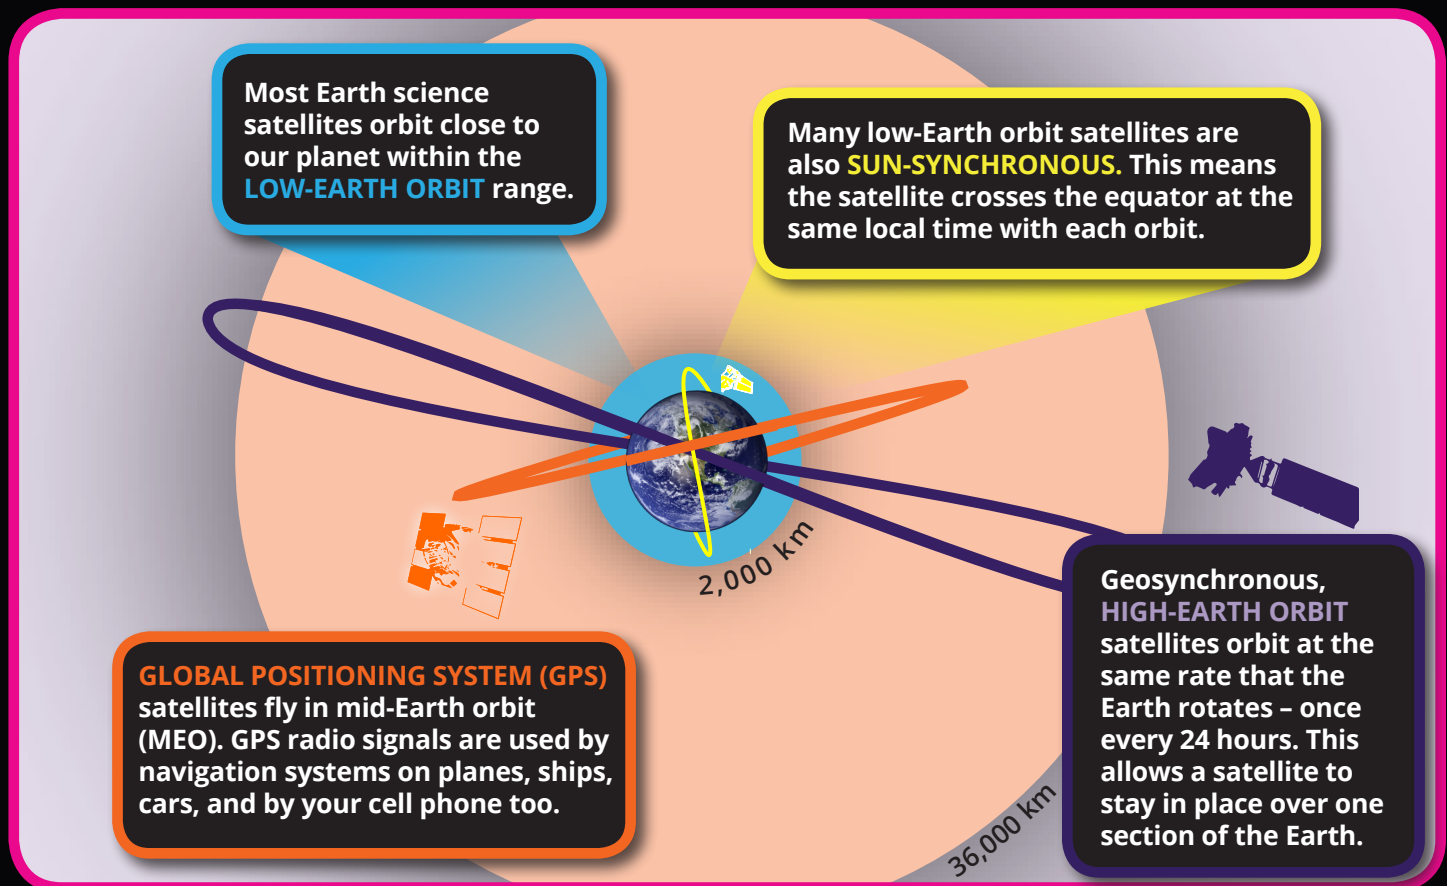 Most Earth science
satellites orbit close to
our planet within the
LOW-EARTH ORBIT range.
Many low-Earth orbit satellites are
also SUN-SYNCHRONOUS. This means
the satellite crosses the equator at the
same local time with each orbit.
2,000 km
GLOBAL POSITIONING SYSTEM (GPS)
satellites fly in mid-Earth orbit
(MEO). GPS radio signals are used by
navigation systems on planes, ships,
cars, and by your cell phone too.
Geosynchronous,
HIGH-EARTH ORBIT
satellites orbit at the
same rate that the
Earth rotates – once
every 24 hours. This
allows a satellite to
stay in place over one
section of the Earth.
36,000 km